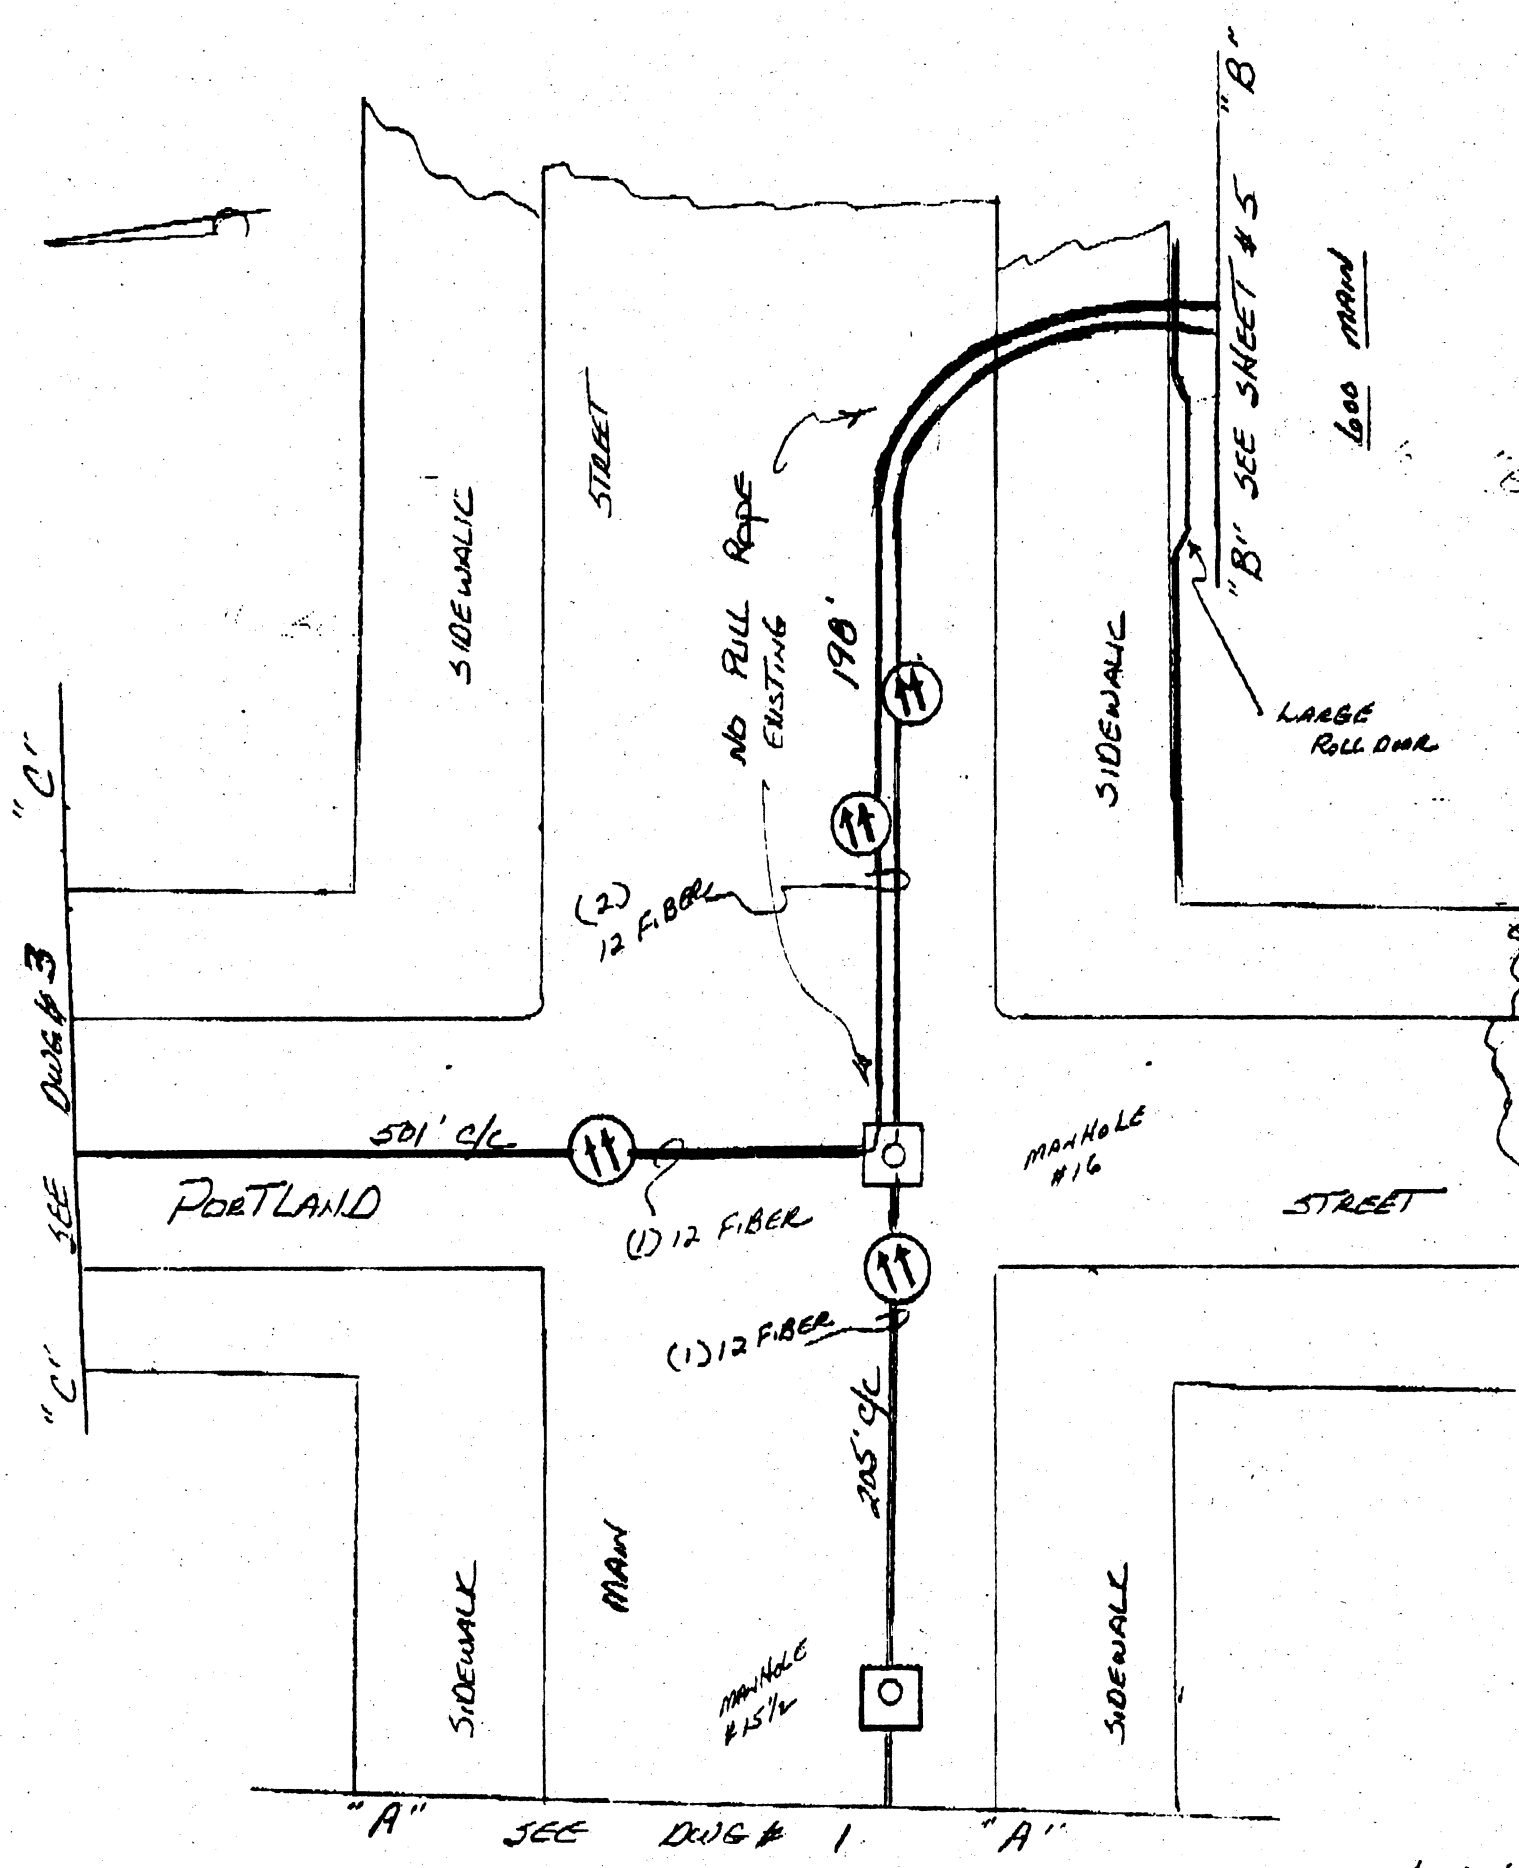 "B" SEE SHEET #5 "B"
600 MAIN
STREET
SIDEWALK
NO PULL ROPE
EXISTING
198'
SIDEWALK
LARGE
ROLL DOOR
(2)
12 FIBER
"C" SEE DWG# 3 "C"
501' C/C
MANHOLE
#16
PORTLAND
STREET
(1) 12 FIBER
(1) 12 FIBER
205' C/C
MAIN
SIDEWALK
SIDEWALK
MANHOLE
#15 1/2
"A" SEE DWG # 1 "A"